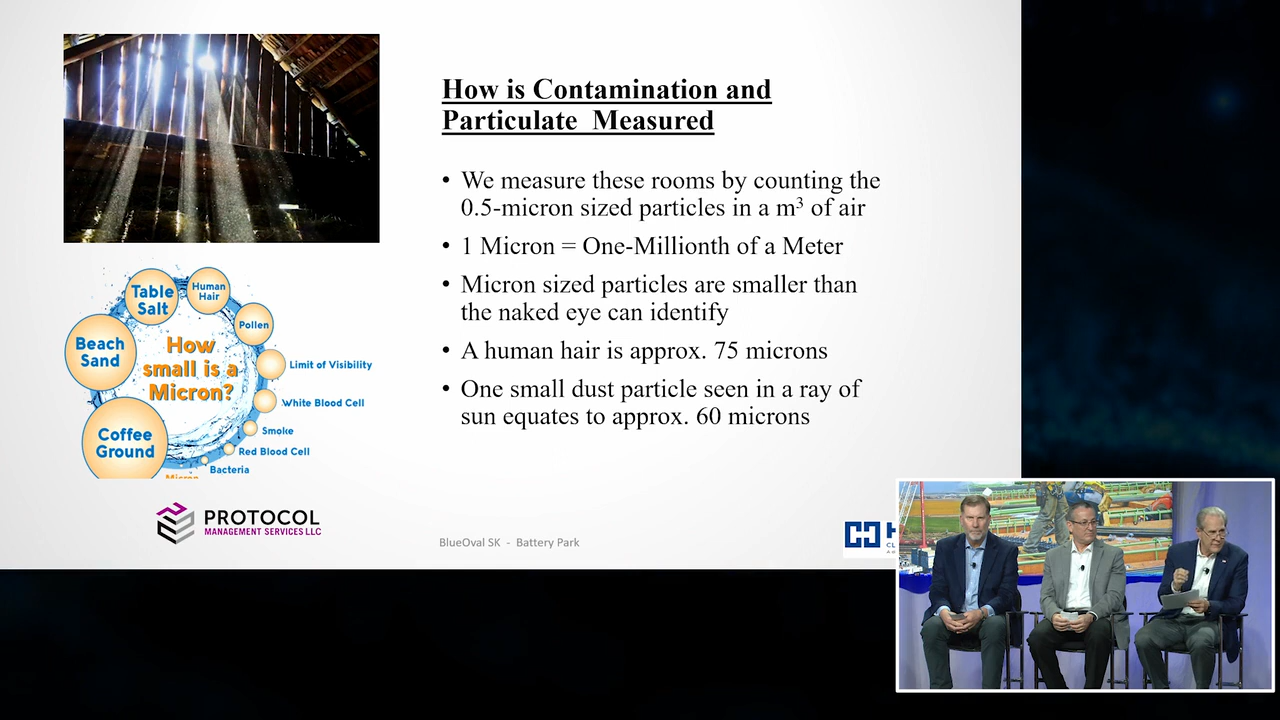 How is Contamination and
Particulate Measured
• We measure these rooms by counting the
0.5-micron sized particles in a m³ of air
• 1 Micron = One-Millionth of a Meter
• Micron sized particles are smaller than
the naked eye can identify
• A human hair is approx. 75 microns
• One small dust particle seen in a ray of
sun equates to approx. 60 microns
Table
Salt
Human
Hair
Pollen
Beach
Sand
How
small is a
Micron?
Limit of Visibility
White Blood Cell
Smoke
Coffee
Ground
Red Blood Cell
Bacteria
Micron
PROTOCOL
MANAGEMENT SERVICES LLC
BlueOval SK - Battery Park